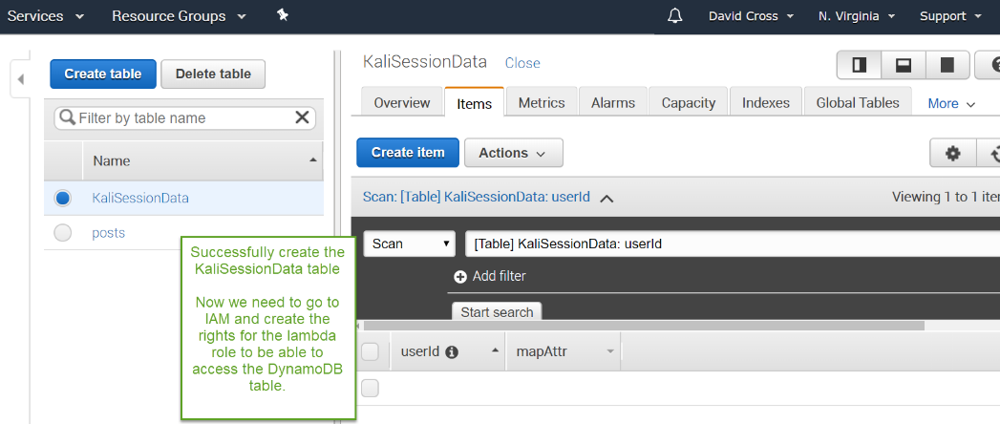 Services Resource Groups David Cross N. Virginia Support
Create table Delete table
Filter by table name
Name
KaliSessionData
posts
Successfully create the
KaliSessionData table
Now we need to go to
IAM and create the
rights for the lambda
role to be able to
access the DynamoDB
table.
KaliSessionData Close
Overview Items Metrics Alarms Capacity Indexes Global Tables More
Create item Actions
Scan: [Table] KaliSessionData: userId Viewing 1 to 1
Scan [Table] KaliSessionData: userId
Add filter
Start search
userId mapAttr